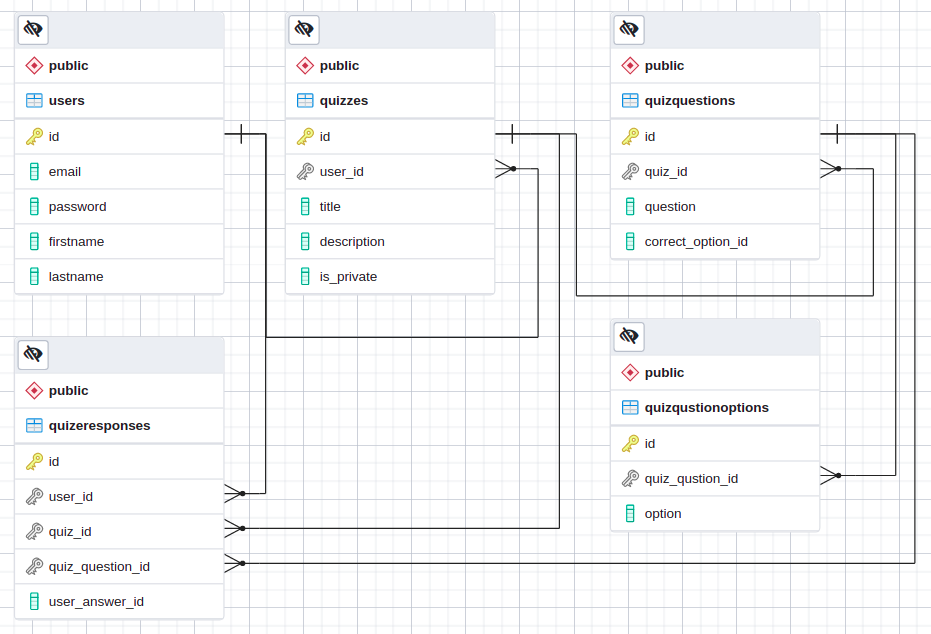 public
users
id
email
password
firstname
lastname
public
quizzes
id
user_id
title
description
is_private
public
quizquestions
id
quiz_id
question
correct_option_id
public
quizeresponses
id
user_id
quiz_id
quiz_question_id
user_answer_id
public
quizqustionoptions
id
quiz_qustion_id
option